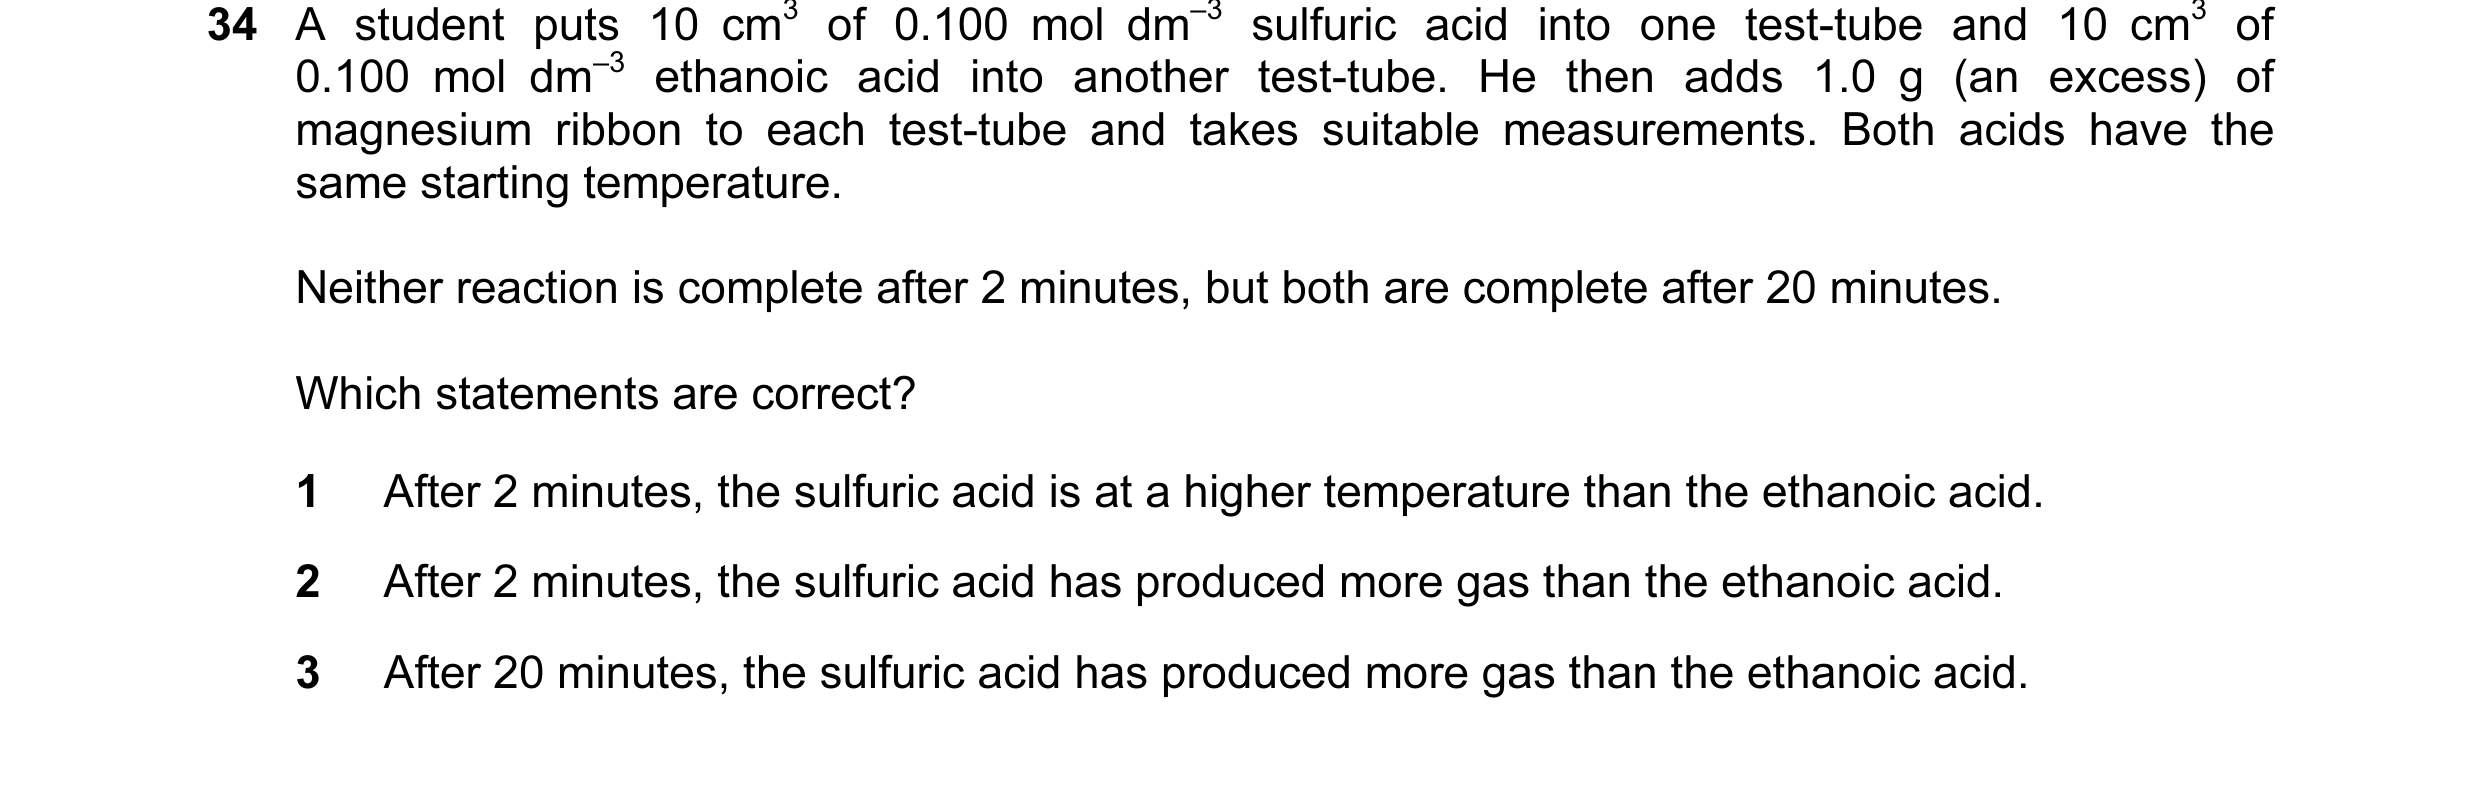 34 A student puts 10 cm³ of 0.100 mol dm⁻³ sulfuric acid into one test-tube and 10 cm³ of
0.100 mol dm⁻³ ethanoic acid into another test-tube. He then adds 1.0 g (an excess) of
magnesium ribbon to each test-tube and takes suitable measurements. Both acids have the
same starting temperature.
Neither reaction is complete after 2 minutes, but both are complete after 20 minutes.
Which statements are correct?
1 After 2 minutes, the sulfuric acid is at a higher temperature than the ethanoic acid.
2 After 2 minutes, the sulfuric acid has produced more gas than the ethanoic acid.
3 After 20 minutes, the sulfuric acid has produced more gas than the ethanoic acid.